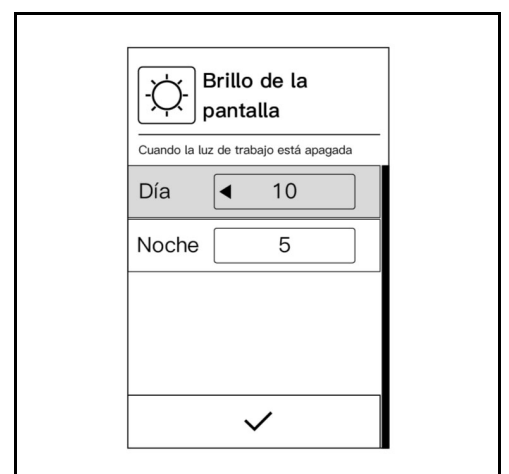 Brillo de la
pantalla
Cuando la luz de trabajo está apagada
Día 10
Noche 5